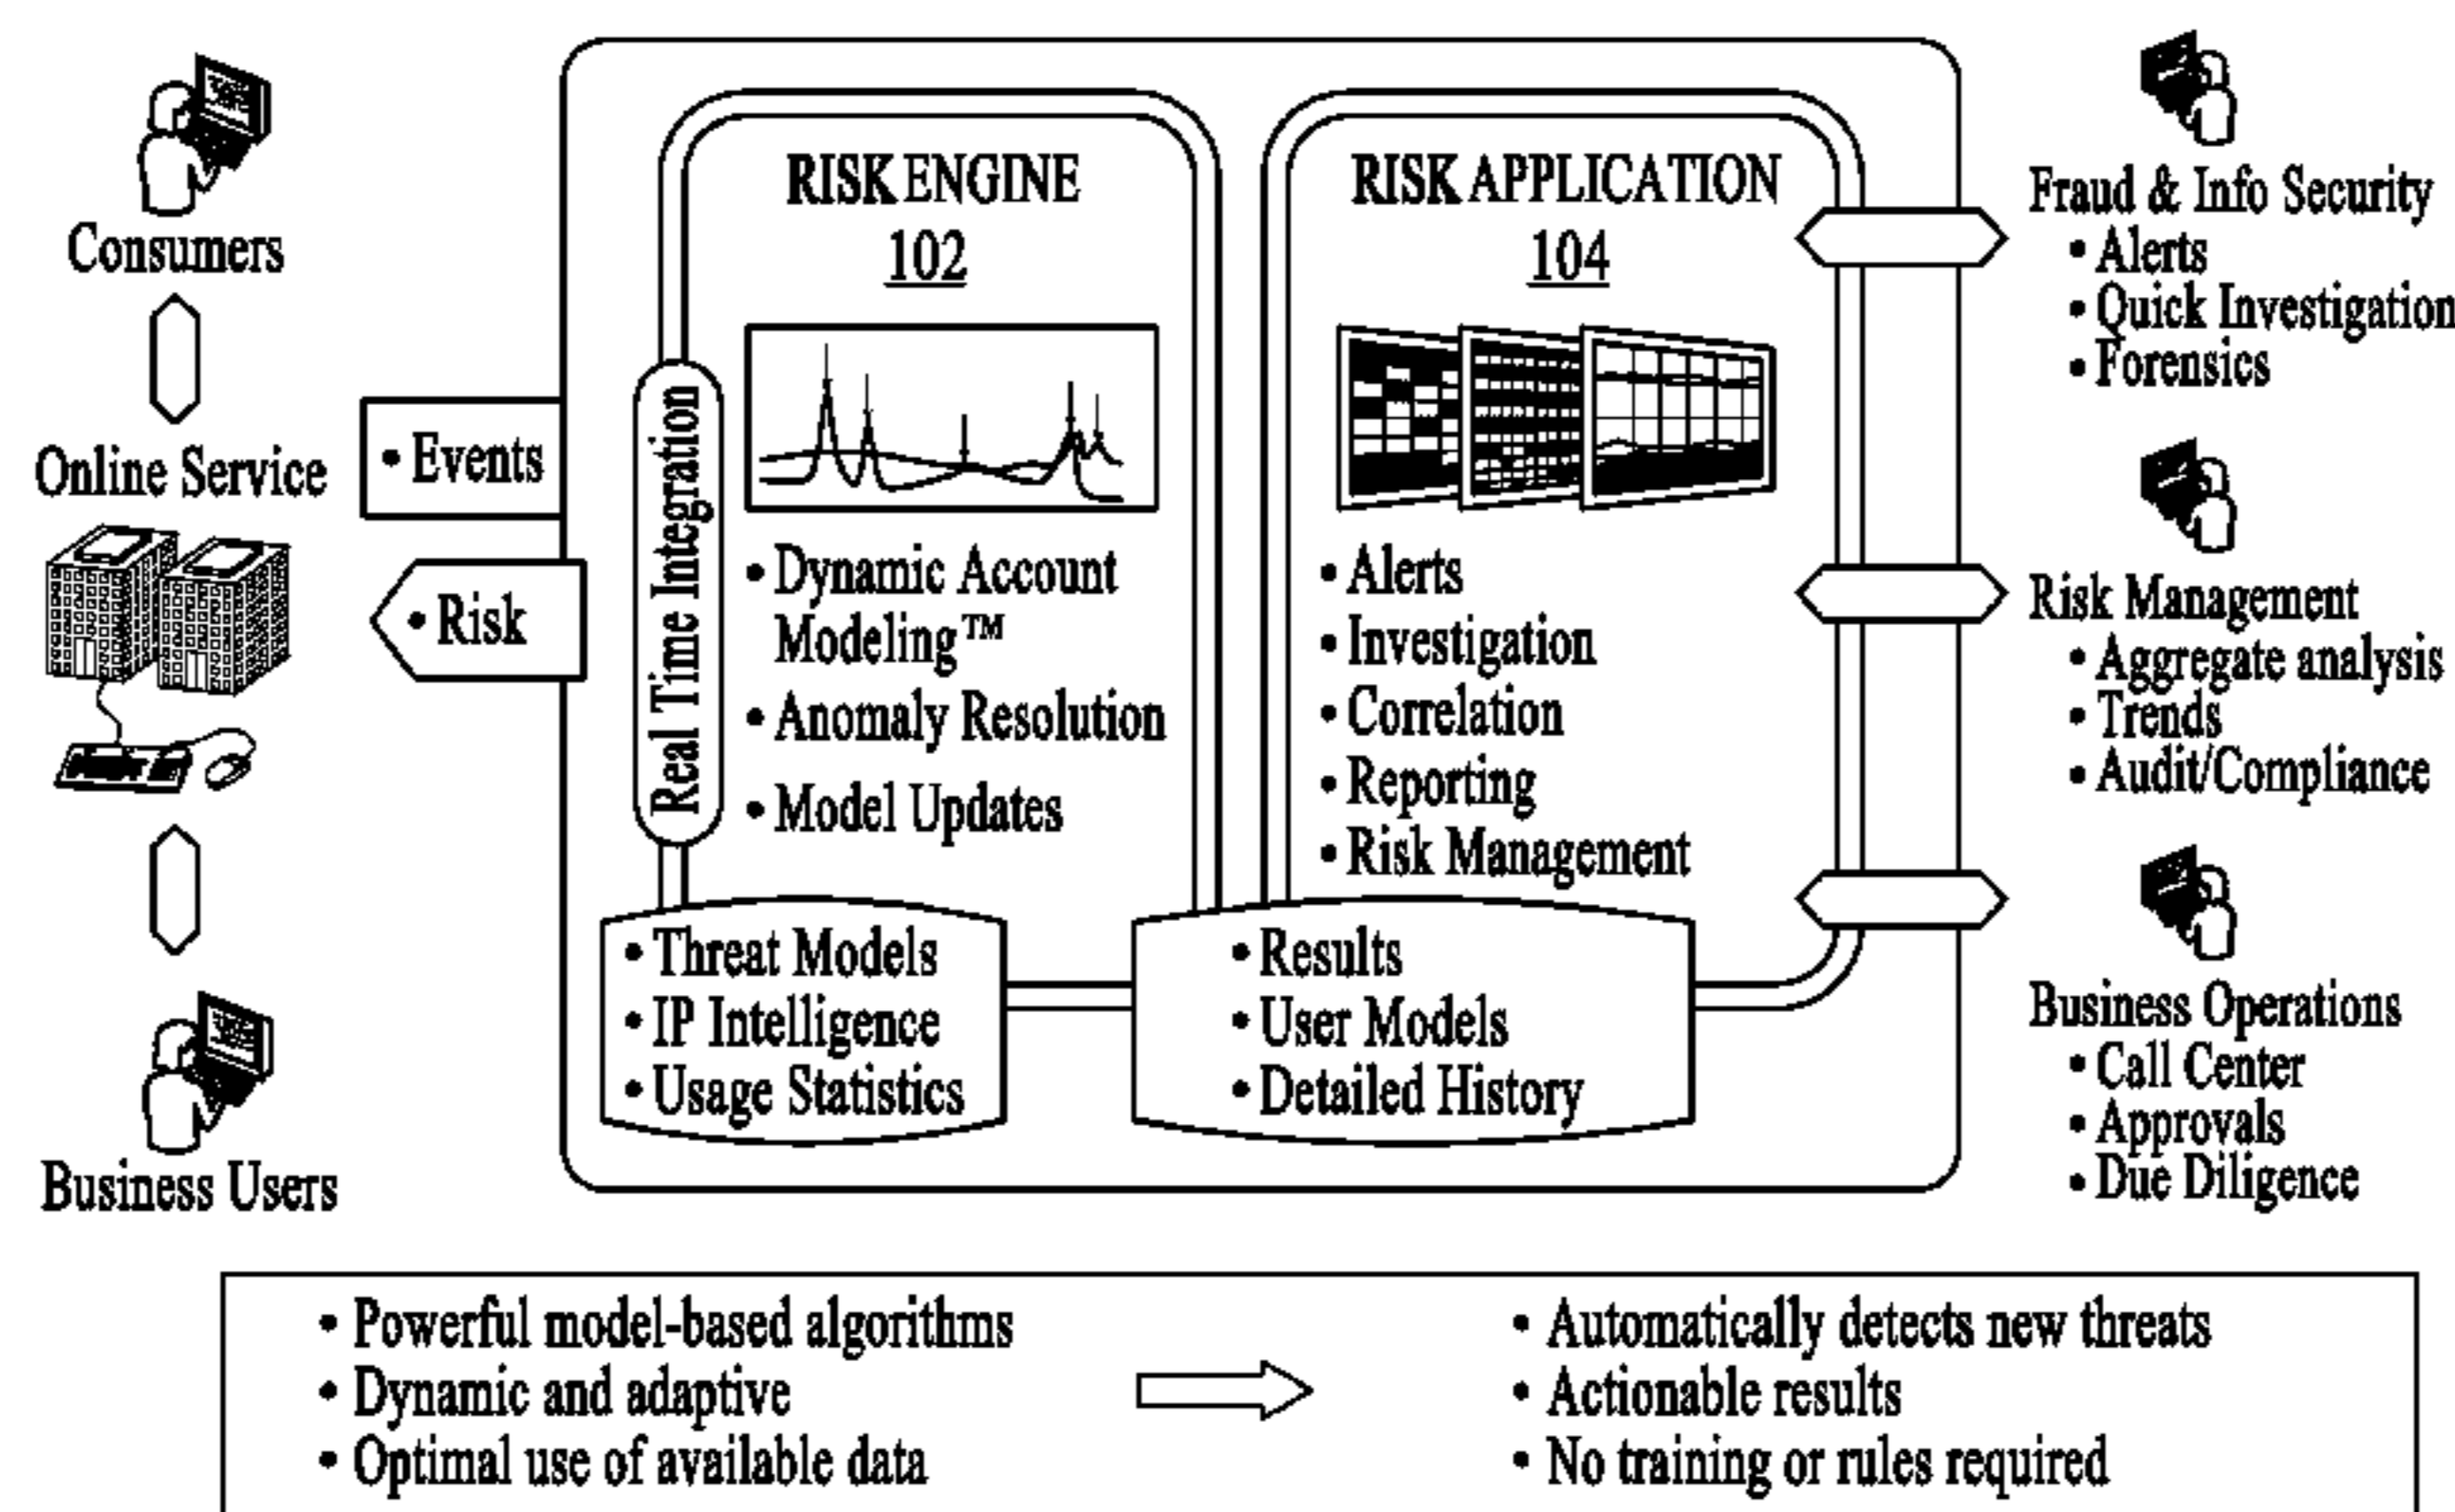 Consumers
Online Service
Business Users
• Events
• Risk
Real Time Integration
RISK ENGINE
102
• Dynamic Account
Modeling™
• Anomaly Resolution
• Model Updates
• Threat Models
• IP Intelligence
• Usage Statistics
RISK APPLICATION
104
• Alerts
• Investigation
• Correlation
• Reporting
• Risk Management
• Results
• User Models
• Detailed History
Fraud & Info Security
• Alerts
• Quick Investigation
• Forensics
Risk Management
• Aggregate analysis
• Trends
• Audit/Compliance
Business Operations
• Call Center
• Approvals
• Due Diligence
• Powerful model-based algorithms
• Dynamic and adaptive
• Optimal use of available data
• Automatically detects new threats
• Actionable results
• No training or rules required